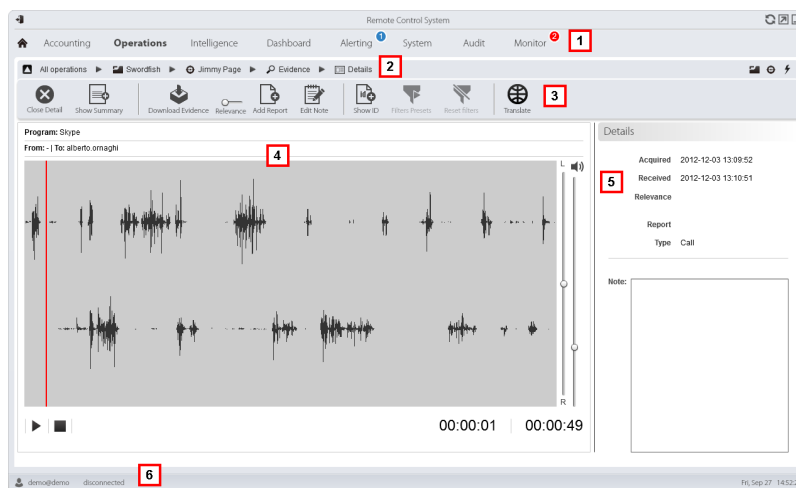 Remote Control System
Accounting Operations Intelligence Dashboard Alerting 1 System Audit Monitor 2 1
All operations Swordfish Jimmy Page Evidence Details 2
Close Detail Show Summary Download Evidence Relevance Add Report Edit Note Show ID Filters Presets Reset filters Translate 3
Program: Skype
From: - | To: alberto.ornaghi
4
L
R
00:00:01 00:00:49
Details
Acquired 2012-12-03 13:09:52
Received 2012-12-03 13:10:51
5
Relevance
Report
Type Call
Note:
demo@demo disconnected 6
Fri, Sep 27 14:52:2